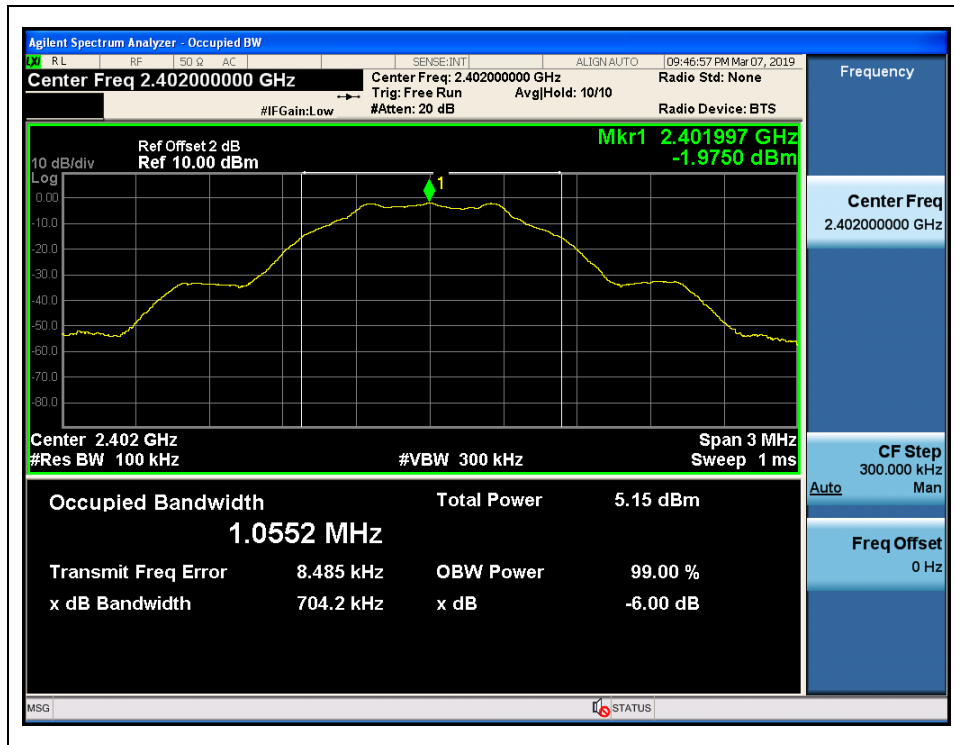 Agilent Spectrum Analyzer - Occupied BW
LXI RL RF 50 Ω AC SENSE:INT ALIGN AUTO 09:46:57 PM Mar 07, 2019
Center Freq 2.402000000 GHz
Center Freq: 2.402000000 GHz
Radio Std: None
Trig: Free Run Avg|Hold: 10/10
#IFGain:Low #Atten: 20 dB Radio Device: BTS
Mkr1 2.401997 GHz
-1.9750 dBm
Ref Offset 2 dB
10 dB/div Ref 10.00 dBm
Log
1
0.00
-10.0
-20.0
-30.0
-40.0
-50.0
-60.0
-70.0
-80.0
Center 2.402 GHz Span 3 MHz
#Res BW 100 kHz #VBW 300 kHz Sweep 1 ms
Occupied Bandwidth Total Power 5.15 dBm
1.0552 MHz
Transmit Freq Error 8.485 kHz OBW Power 99.00 %
x dB Bandwidth 704.2 kHz x dB -6.00 dB
Frequency
Center Freq
2.402000000 GHz
CF Step
300.000 kHz
Auto Man
Freq Offset
0 Hz
MSG STATUS